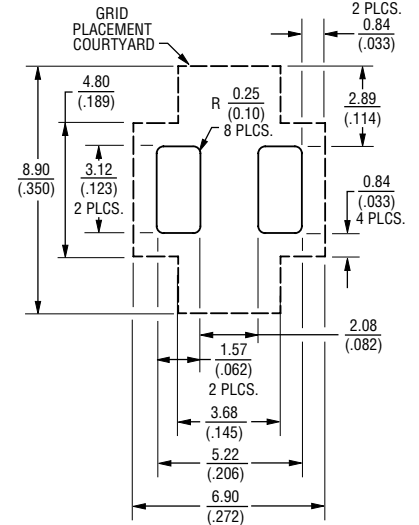 GRID
PLACEMENT
COURTYARD
2 PLCS.
0.84
(.033)
4.80
(.189)
R 0.25
(0.10)
8 PLCS.
2.89
(.114)
8.90
(.350)
3.12
(.123)
2 PLCS.
0.84
(.033)
4 PLCS.
2.08
(.082)
1.57
(.062)
2 PLCS.
3.68
(.145)
5.22
(.206)
6.90
(.272)